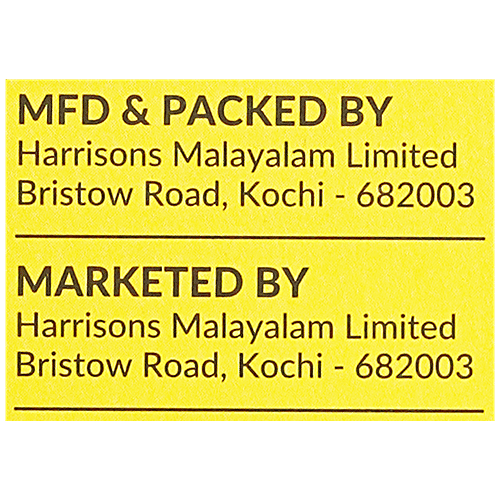 MFD & PACKED BY
Harrisons Malayalam Limited
Bristow Road, Kochi - 682003
MARKETED BY
Harrisons Malayalam Limited
Bristow Road, Kochi - 682003